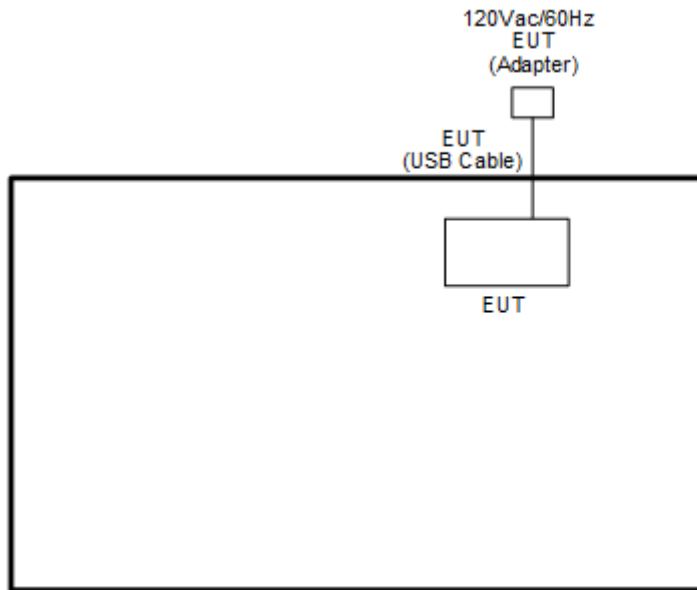 120Vac/60Hz
EUT
(Adapter)
EUT
(USB Cable)
EUT